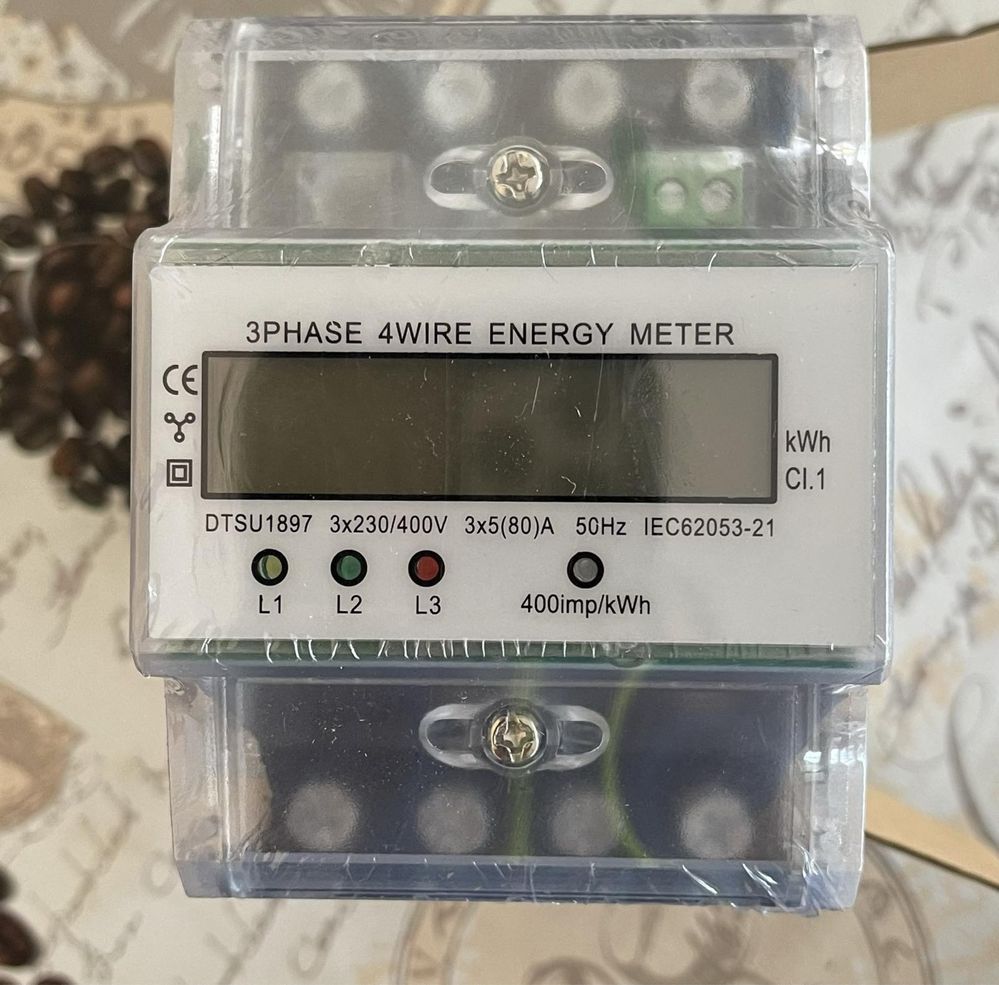 3PHASE 4WIRE ENERGY METER
CE
kWh
Cl.1
DTSU1897 3x230/400V 3x5(80)A 50Hz IEC62053-21
L1 L2 L3 400imp/kWh